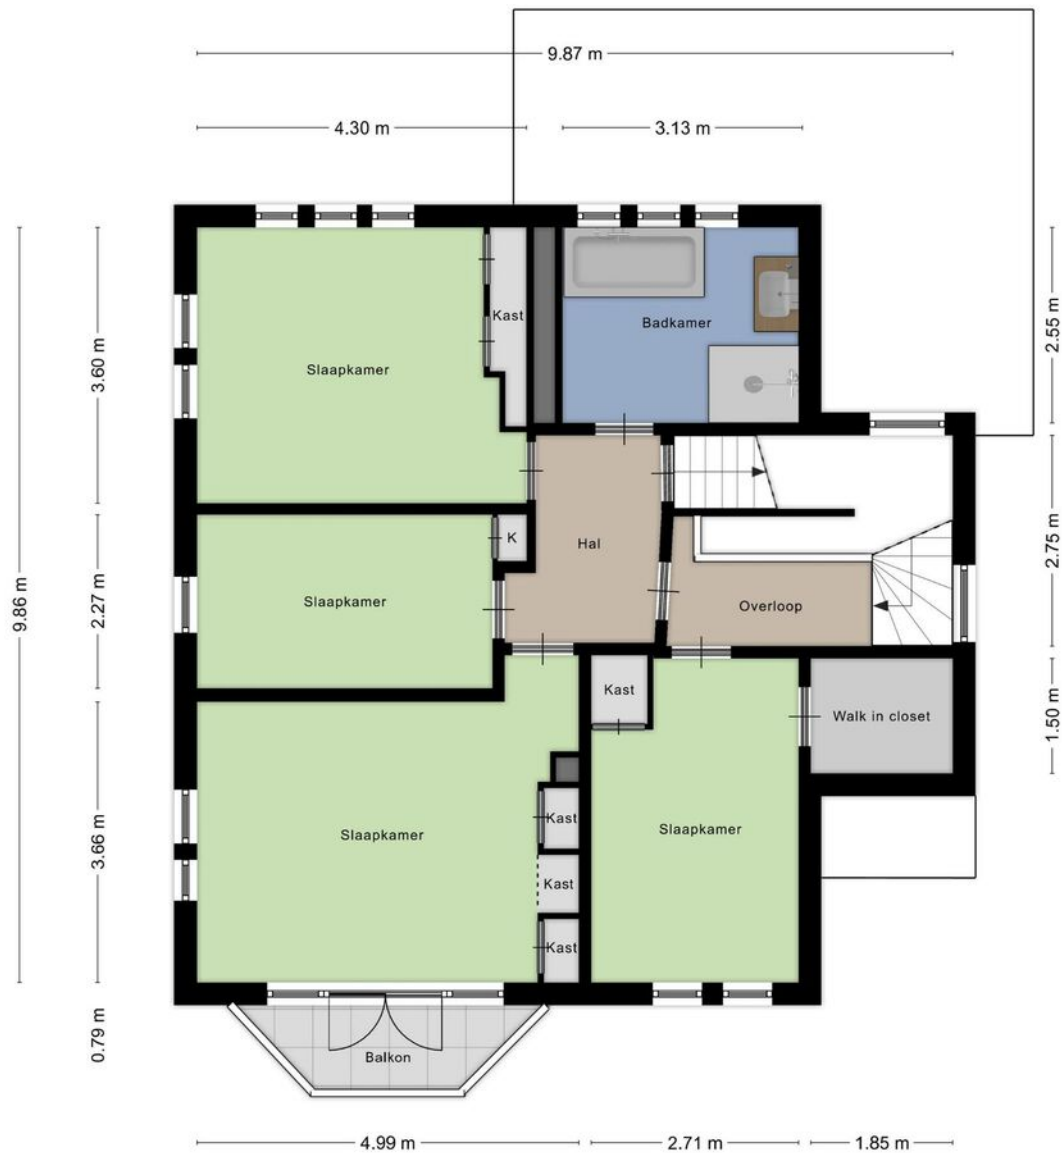 9.87 m
4.30 m
3.13 m
Kast
Badkamer
2.55 m
3.60 m
Slaapkamer
9.86 m
K
Hal
2.75 m
2.27 m
Slaapkamer
Overloop
Kast
Walk in closet
1.50 m
3.66 m
Slaapkamer
Kast
Slaapkamer
Kast
Kast
0.79 m
Balkon
4.99 m
2.71 m
1.85 m